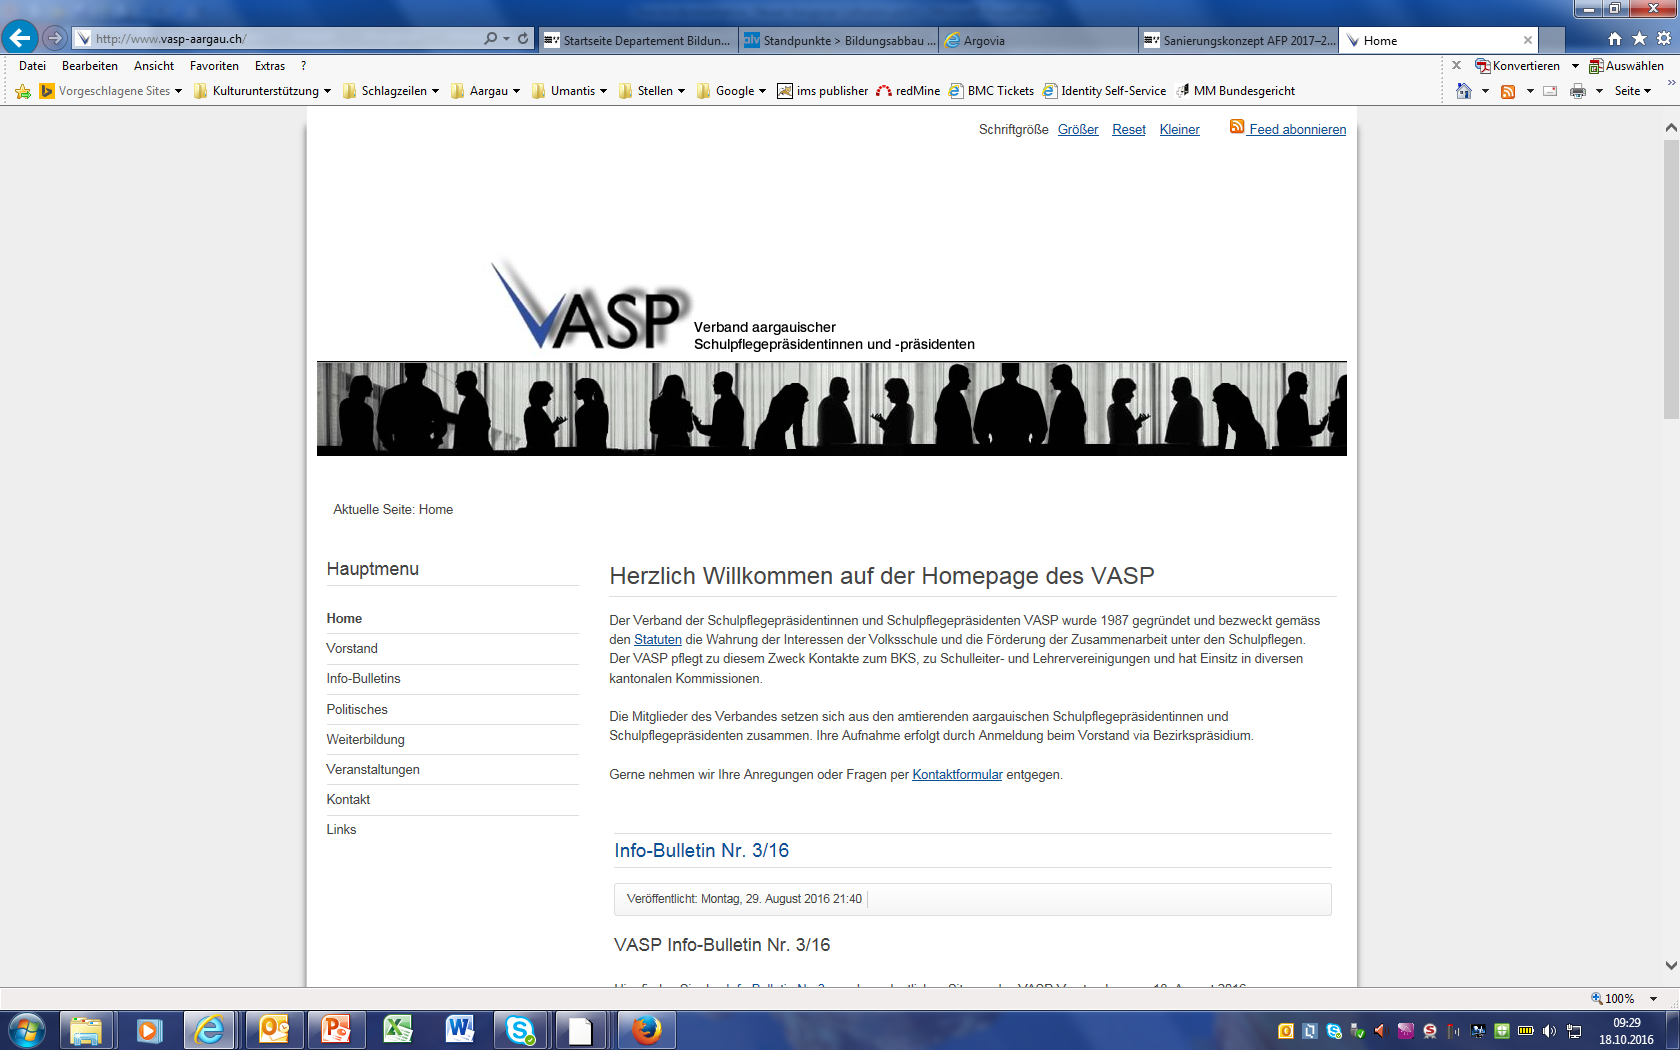 http://www.vasp-aargau.ch/
Startseite Departement Bildun...
Standpunkte > Bildungsabbau ...
Argovia
Sanierungskonzept AFP 2017–2...
Home
Datei Bearbeiten Ansicht Favoriten Extras ?
Konvertieren Auswählen
Vorgeschlagene Sites Kulturunterstützung Schlagzeilen Aargau Umantis Stellen Google ims publisher redMine BMC Tickets Identity Self-Service MM Bundesgericht
Seite
Schriftgröße Größer Reset Kleiner Feed abonnieren
VASP
Verband aargauischer
Schulpflegepräsidentinnen und -präsidenten
Aktuelle Seite: Home
Hauptmenu
Home
Vorstand
Info-Bulletins
Politisches
Weiterbildung
Veranstaltungen
Kontakt
Links
Herzlich Willkommen auf der Homepage des VASP
Der Verband der Schulpflegepräsidentinnen und Schulpflegepräsidenten VASP wurde 1987 gegründet und bezweckt gemäss
den Statuten die Wahrung der Interessen der Volksschule und die Förderung der Zusammenarbeit unter den Schulpflegen.
Der VASP pflegt zu diesem Zweck Kontakte zum BKS, zu Schulleiter- und Lehrervereinigungen und hat Einsitz in diversen
kantonalen Kommissionen.
Die Mitglieder des Verbandes setzen sich aus den amtierenden aargauischen Schulpflegepräsidentinnen und
Schulpflegepräsidenten zusammen. Ihre Aufnahme erfolgt durch Anmeldung beim Vorstand via Bezirkspräsidium.
Gerne nehmen wir Ihre Anregungen oder Fragen per Kontaktformular entgegen.
Info-Bulletin Nr. 3/16
Veröffentlicht: Montag, 29. August 2016 21:40
VASP Info-Bulletin Nr. 3/16
100%
09:29
18.10.2016